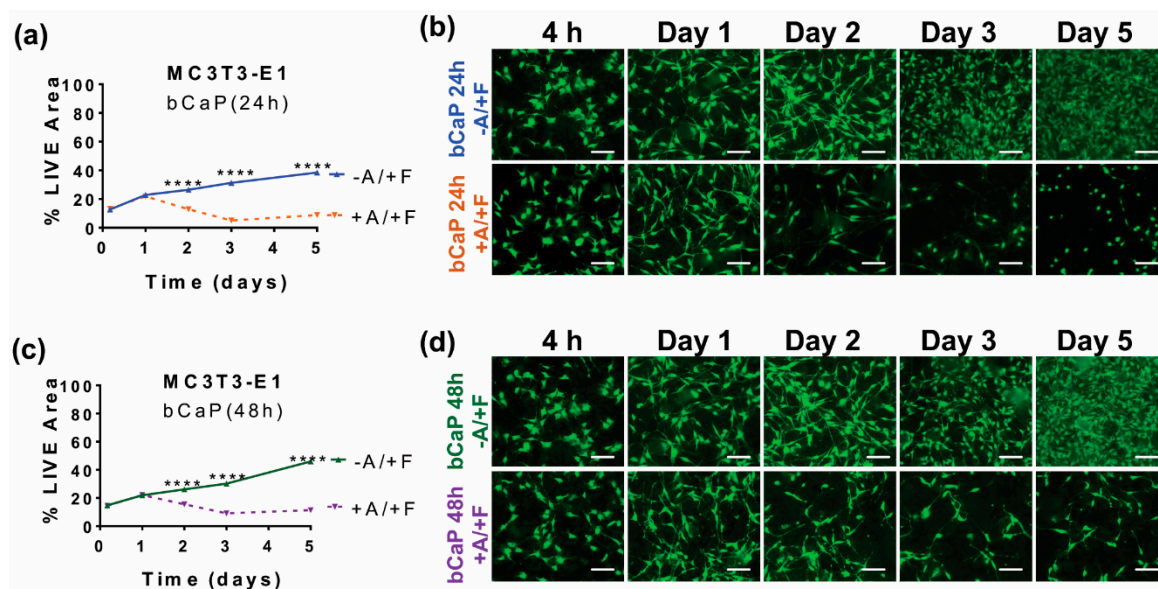 (a)
MC3T3-E1
bCaP(24h)
% LIVE Area
100
80
60
40
20
0
**** **** ****
-A/+F
+A/+F
0 1 2 3 4 5
Time (days)
(b)
4 h Day 1 Day 2 Day 3 Day 5
bCaP 24h
-A/+F
bCaP 24h
+A/+F
(c)
MC3T3-E1
bCaP(48h)
% LIVE Area
100
80
60
40
20
0
**** **** ****
-A/+F
+A/+F
0 1 2 3 4 5
Time (days)
(d)
4 h Day 1 Day 2 Day 3 Day 5
bCaP 48h
-A/+F
bCaP 48h
+A/+F